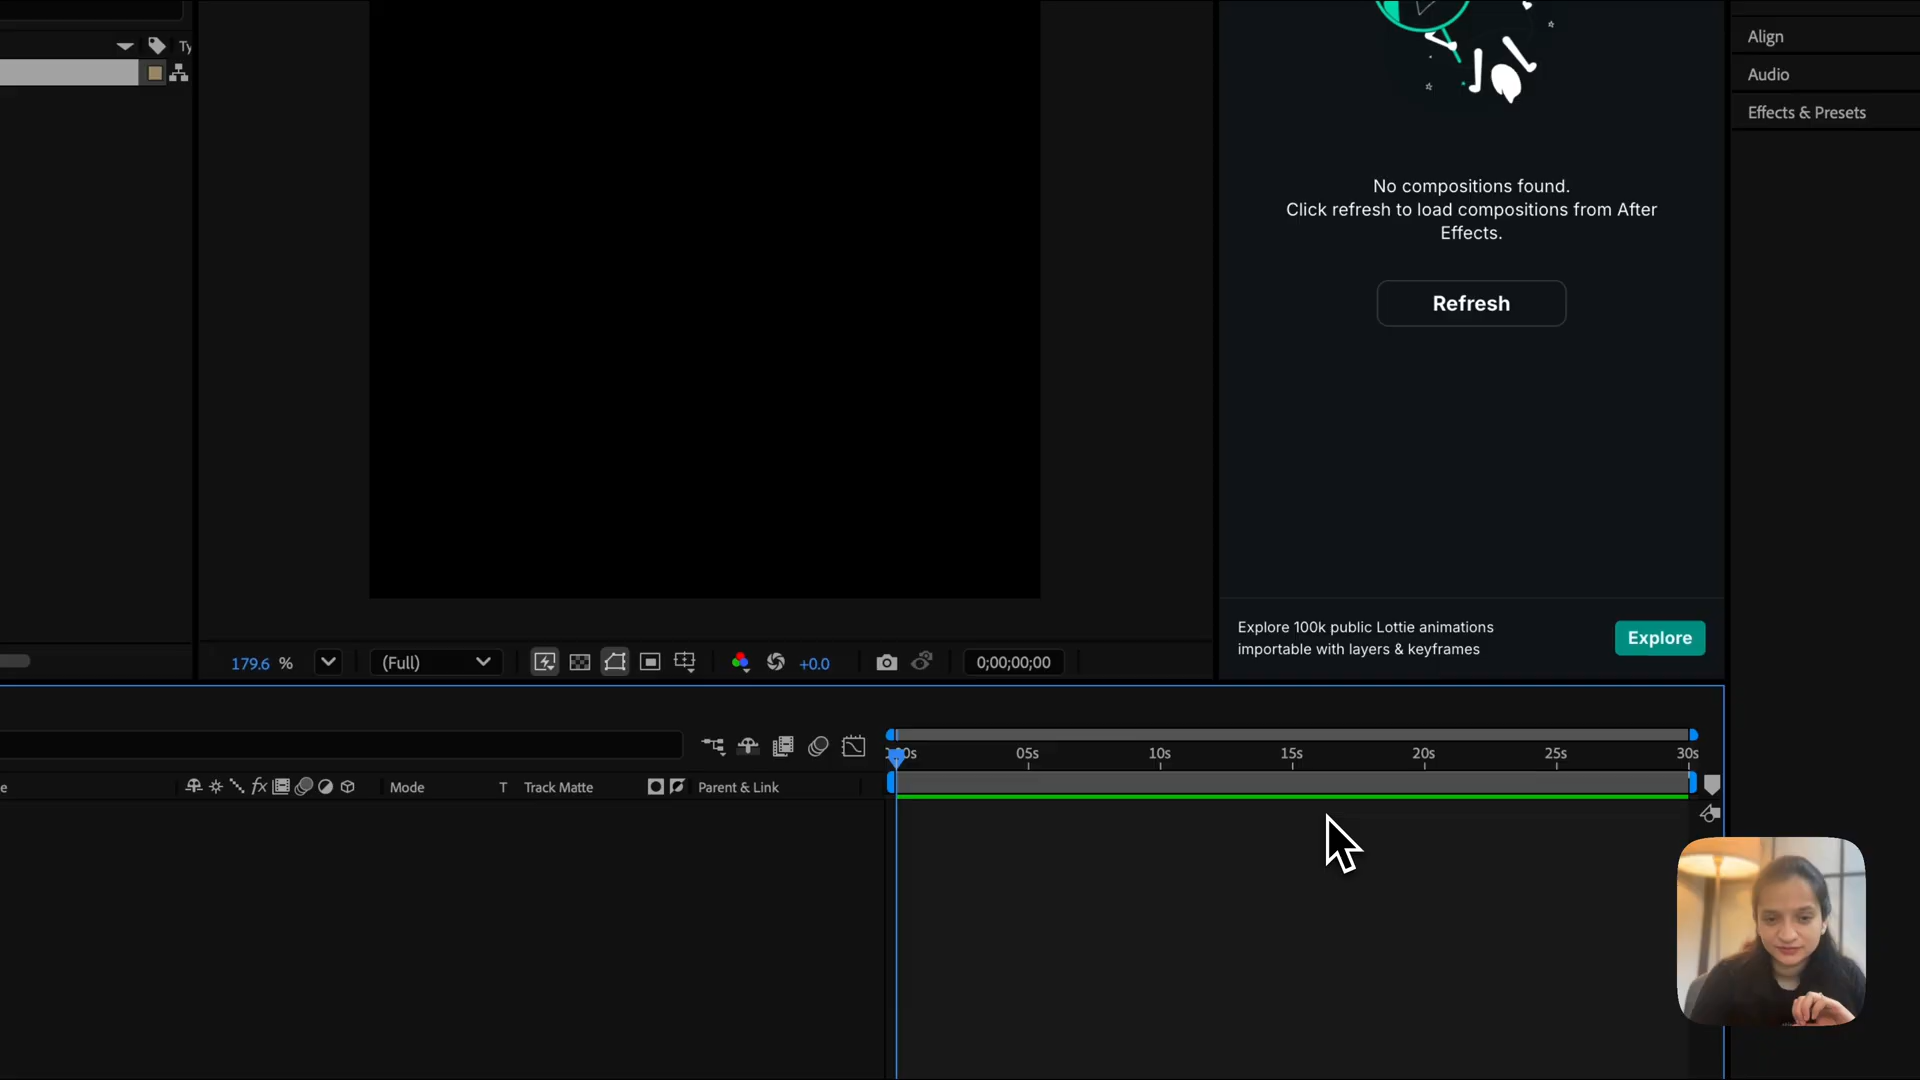 Ty
Align
Audio
Effects & Presets
No compositions found.
Click refresh to load compositions from After
Effects.
Refresh
Explore 100k public Lottie animations
importable with layers & keyframes
Explore
179.6 %
(Full)
+0.0
0;00;00;00
05s
10s
15s
20s
25s
30s
e
fx
Mode
T
Track Matte
Parent & Link